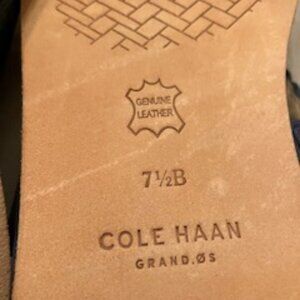 GENUINE
LEATHER
7½B
COLE HAAN
GRAND.ØS